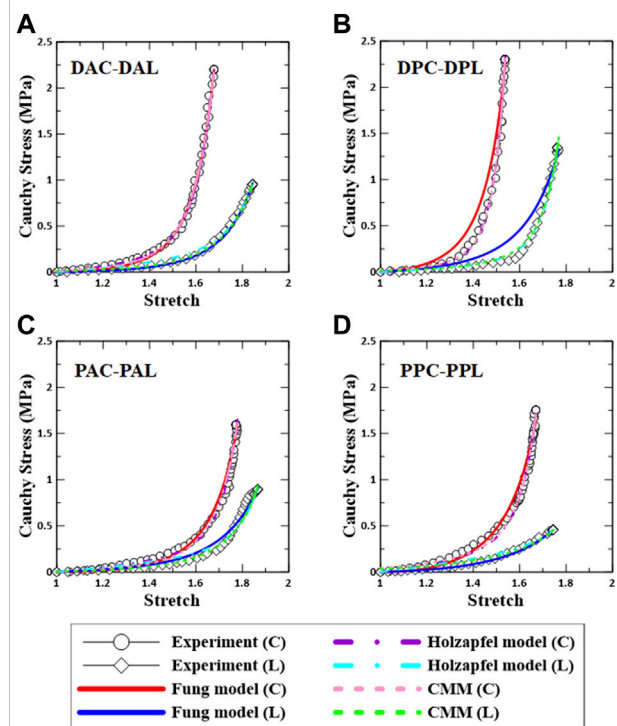 A
DAC-DAL
Cauchy Stress (MPa)
2.5
2
1.5
1
0.5
0
1 1.2 1.4 1.6 1.8 2
Stretch
B
DPC-DPL
Cauchy Stress (MPa)
2.5
2
1.5
1
0.5
0
1 1.2 1.4 1.6 1.8 2
Stretch
C
PAC-PAL
Cauchy Stress (MPa)
2.5
2
1.5
1
0.5
0
1 1.2 1.4 1.6 1.8 2
Stretch
D
PPC-PPL
Cauchy Stress (MPa)
2.5
2
1.5
1
0.5
0
1 1.2 1.4 1.6 1.8 2
Stretch
Experiment (C)
Experiment (L)
Fung model (C)
Fung model (L)
Holzapfel model (C)
Holzapfel model (L)
CMM (C)
CMM (L)